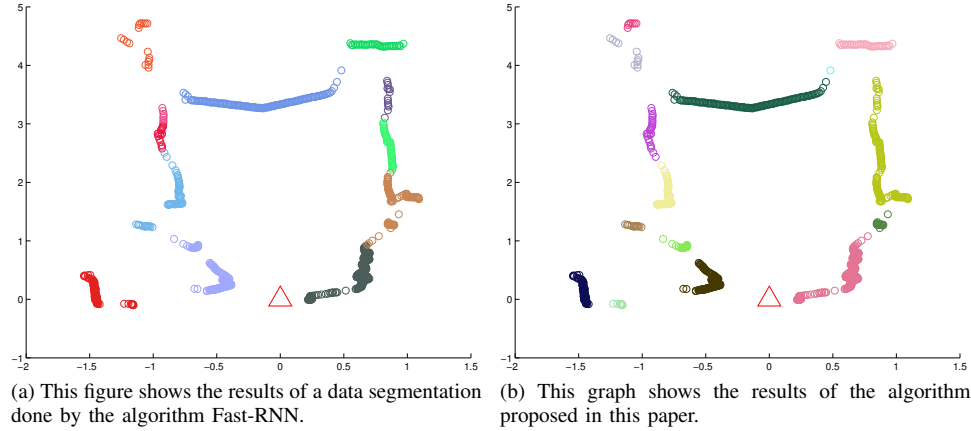 5
4
3
2
1
0
−1
−2 −1.5 −1 −0.5 0 0.5 1 1.5
(a) This figure shows the results of a data segmentation
done by the algorithm Fast-RNN.
5
4
3
2
1
0
−1
−2 −1.5 −1 −0.5 0 0.5 1 1.5
(b) This graph shows the results of the algorithm
proposed in this paper.